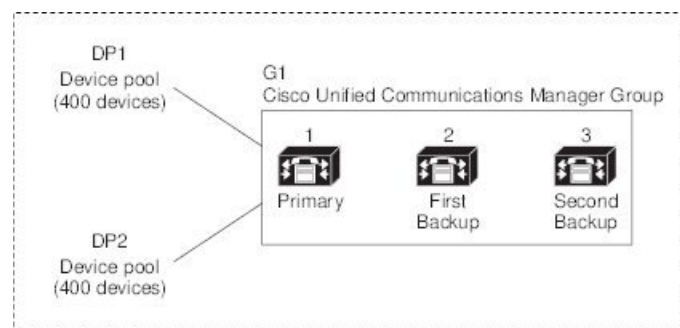 DP1
Device pool
(400 devices)
G1
Cisco Unified Communications Manager Group
1
Primary
2
First
Backup
3
Second
Backup
DP2
Device pool
(400 devices)